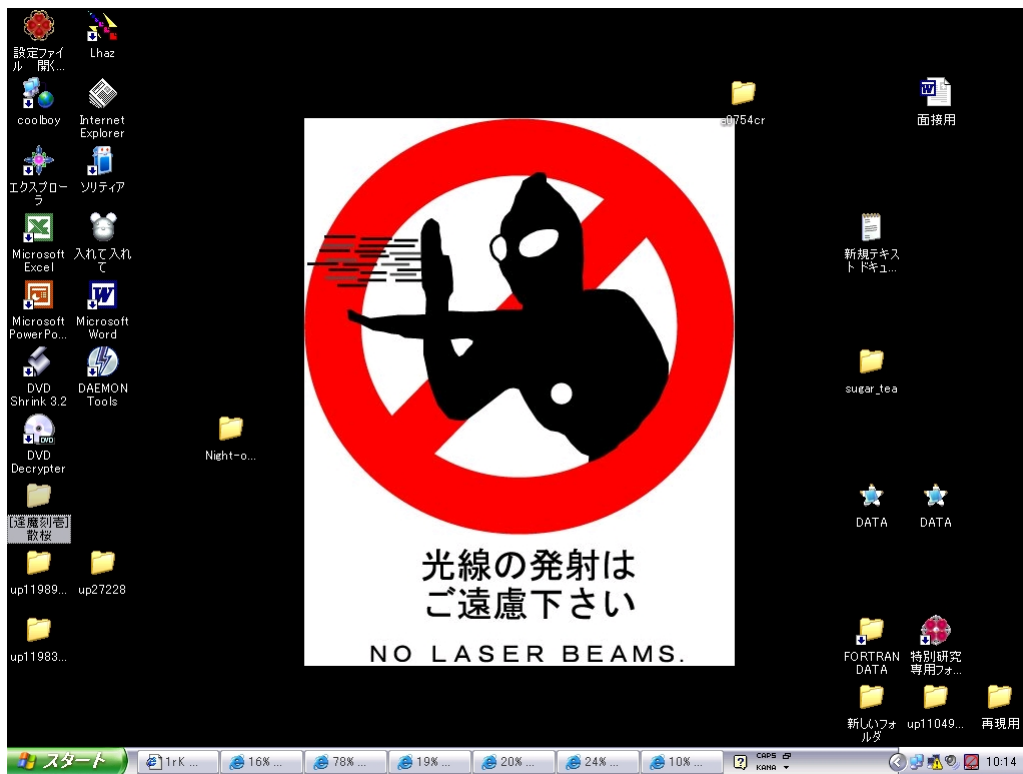 設定ファイ
ル 開く...
Lhaz
coolboy
Internet
Explorer
エクスプロー
ラ
ソリティア
Microsoft
Excel
入れて入れ
て
Microsoft
PowerPo...
Microsoft
Word
DVD
Shrink 3.2
DAEMON
Tools
DVD
Decrypter
Night-o...
[達魔刻壱]
散桜
up11989...
up27228
up11983...
s0754cr
面接用
新規テキス
ト ドキュ...
sugar_tea
DATA
DATA
FORTRAN
DATA
特別研究
専用フォ...
新しいフォ
ルダ
up11049...
再現用
光線の発射は
ご遠慮下さい
NO LASER BEAMS.
スタート
1rK ...
16% ...
78% ...
19% ...
20% ...
24% ...
10% ...
CAPS
KANA
10:14